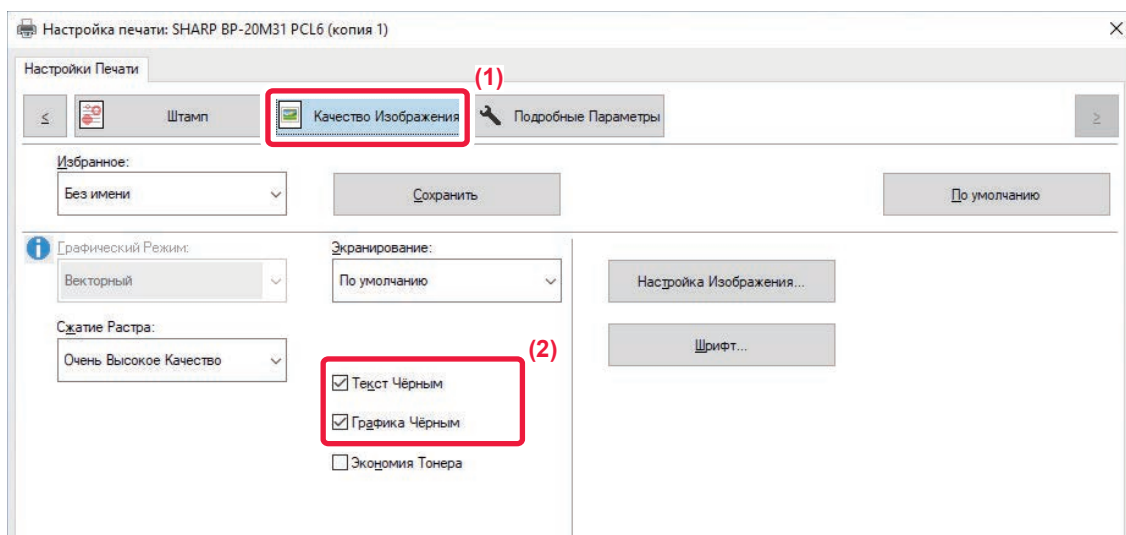 Настройка печати: SHARP BP-20M31 PCL6 (копия 1)
Настройки Печати
(1)
< Штамп Качество Изображения Подробные Параметры >
Избранное:
Без имени Сохранить По умолчанию
Графический Режим: Экранирование:
Векторный По умолчанию Настройка Изображения...
Сжатие Растра:
Очень Высокое Качество Шрифт...
(2)
Текст Чёрным
Графика Чёрным
Экономия Тонера